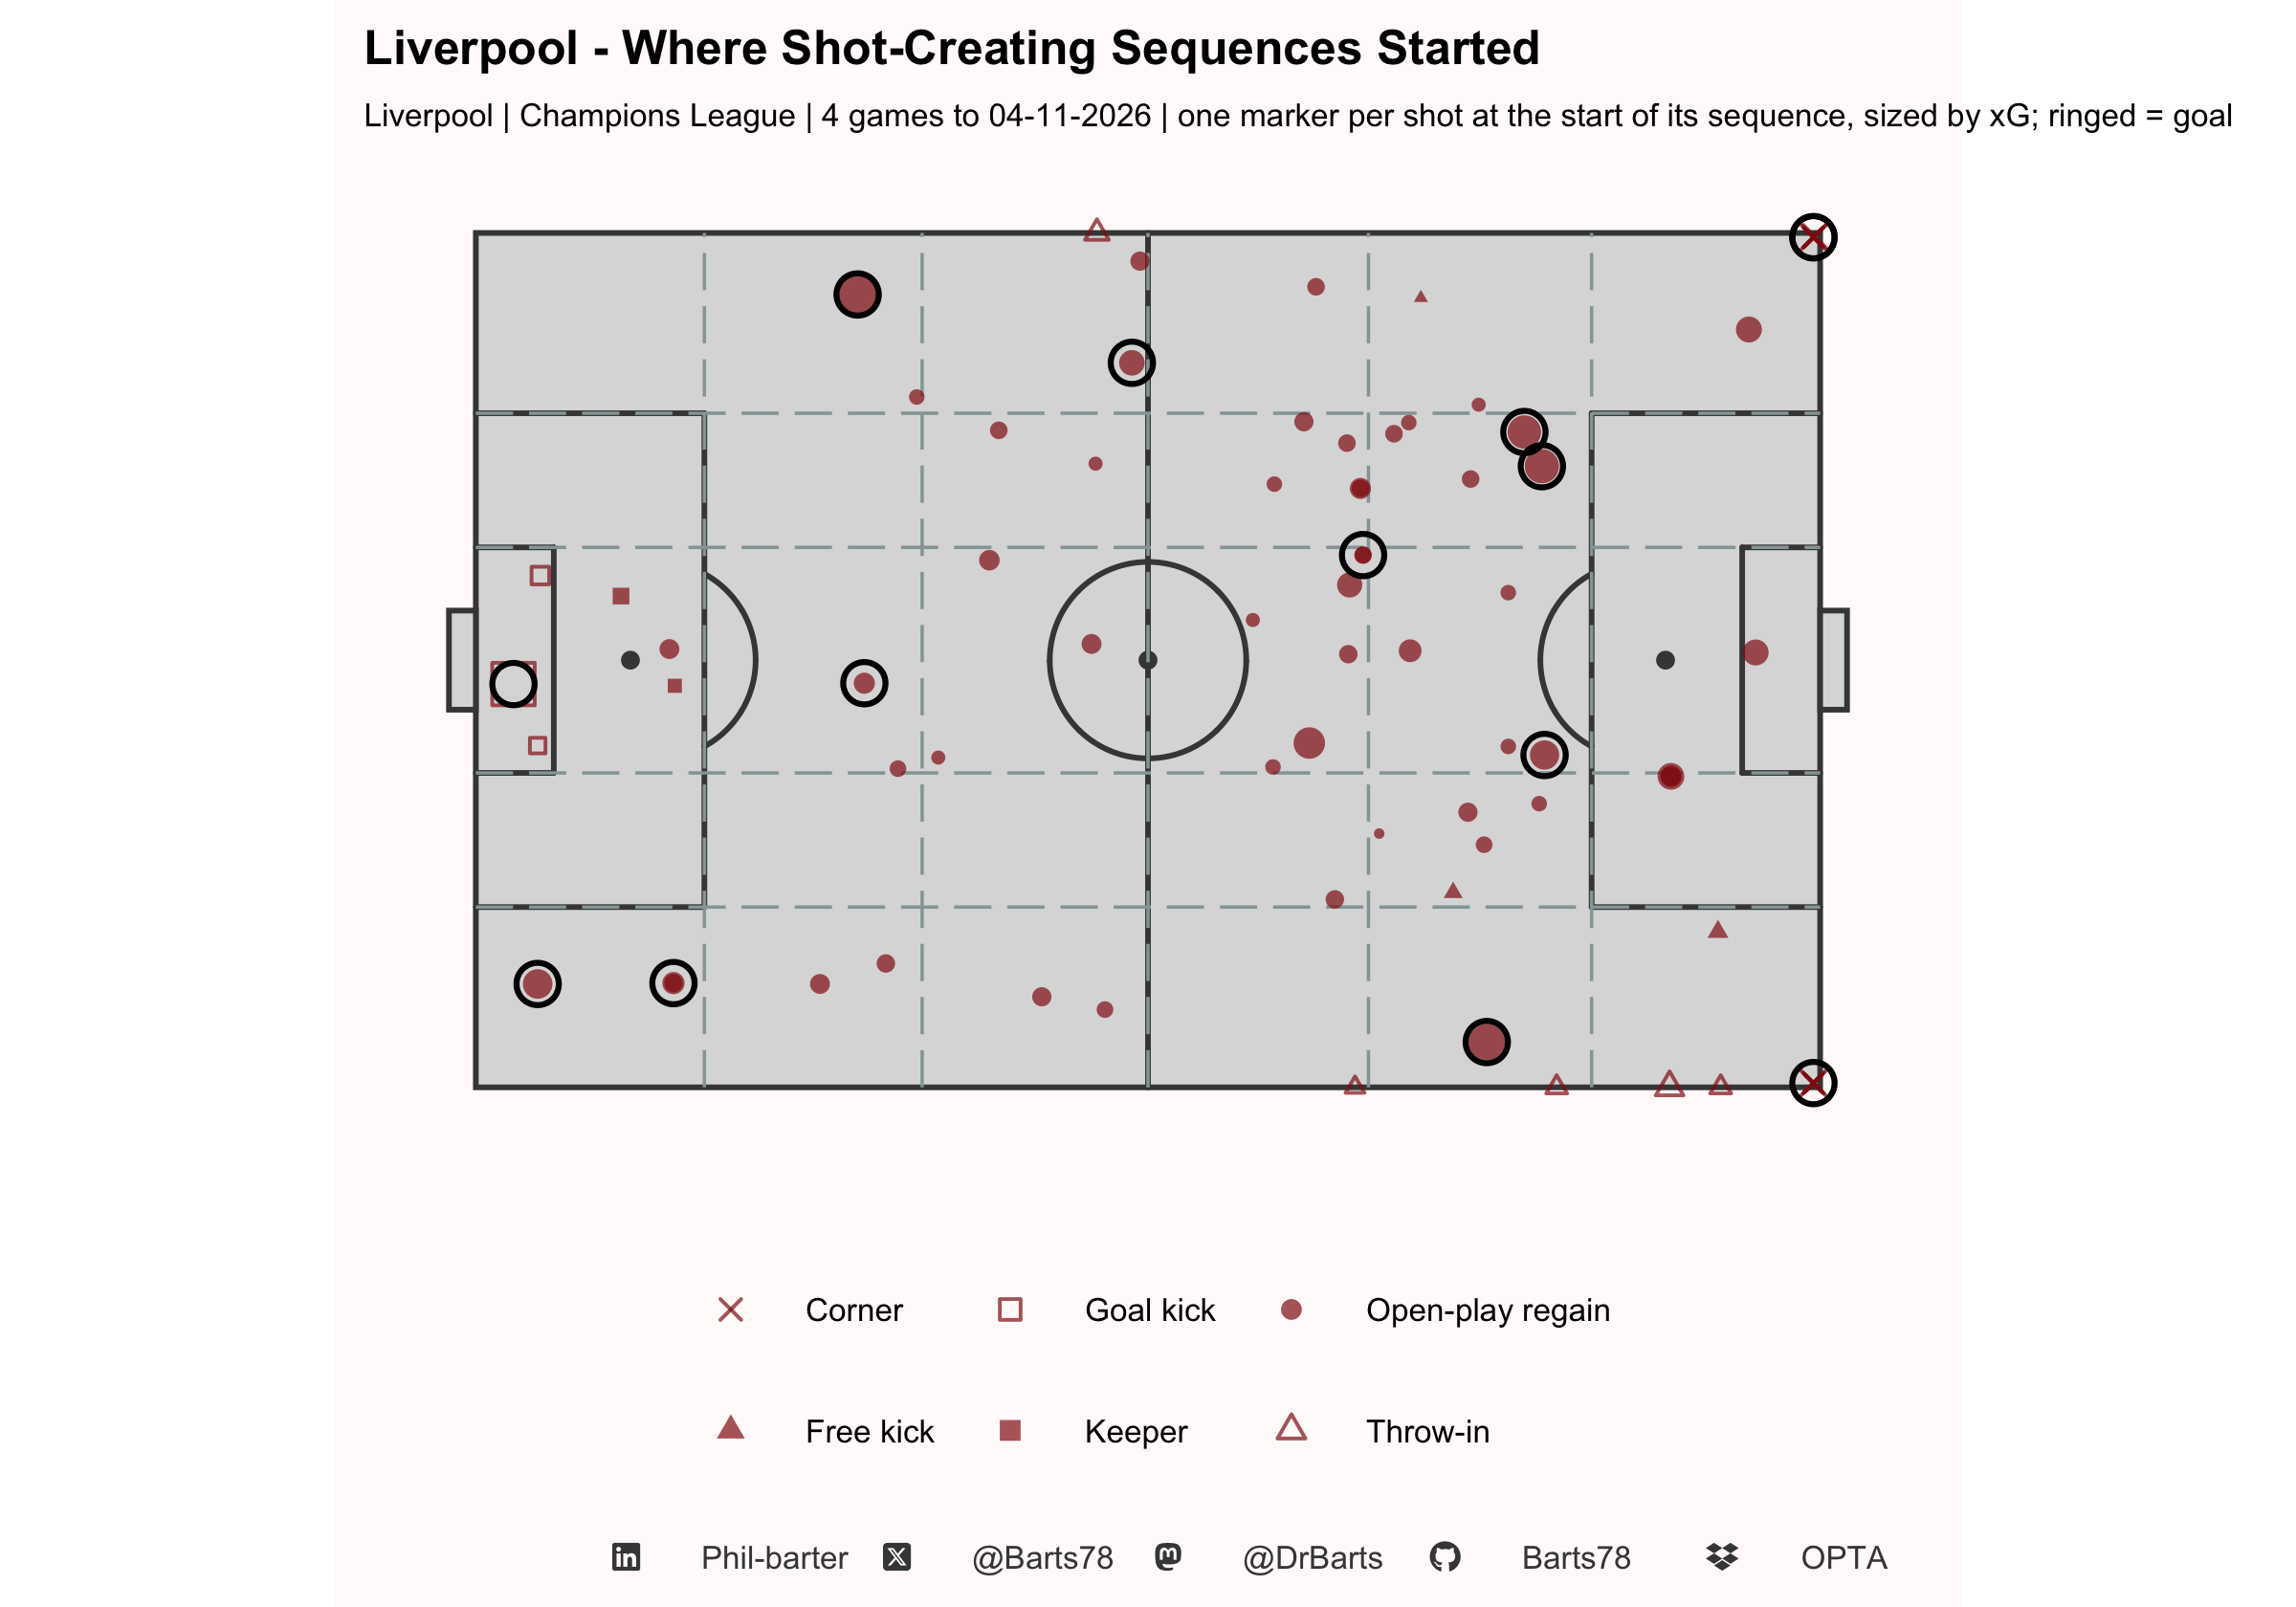 Liverpool - Where Shot-Creating Sequences Started
Liverpool | Champions League | 4 games to 04-11-2026 | one marker per shot at the start of its sequence, sized by xG; ringed = goal
Corner Goal kick Open-play regain
Free kick Keeper Throw-in
Phil-barter @Barts78 @DrBarts Barts78 OPTA